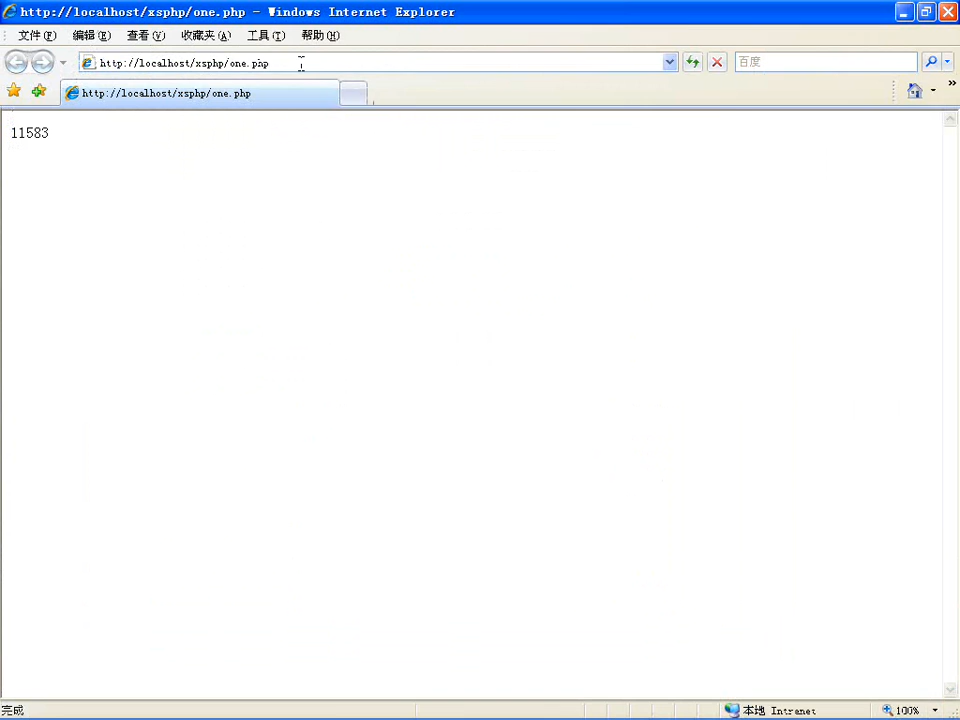 http://localhost/xsphp/one.php - Windows Internet Explorer
文件(F) 编辑(E) 查看(V) 收藏夹(A) 工具(T) 帮助(H)
http://localhost/xsphp/one.php 百度
http://localhost/xsphp/one.php »
11583
完成 本地 Intranet 100%